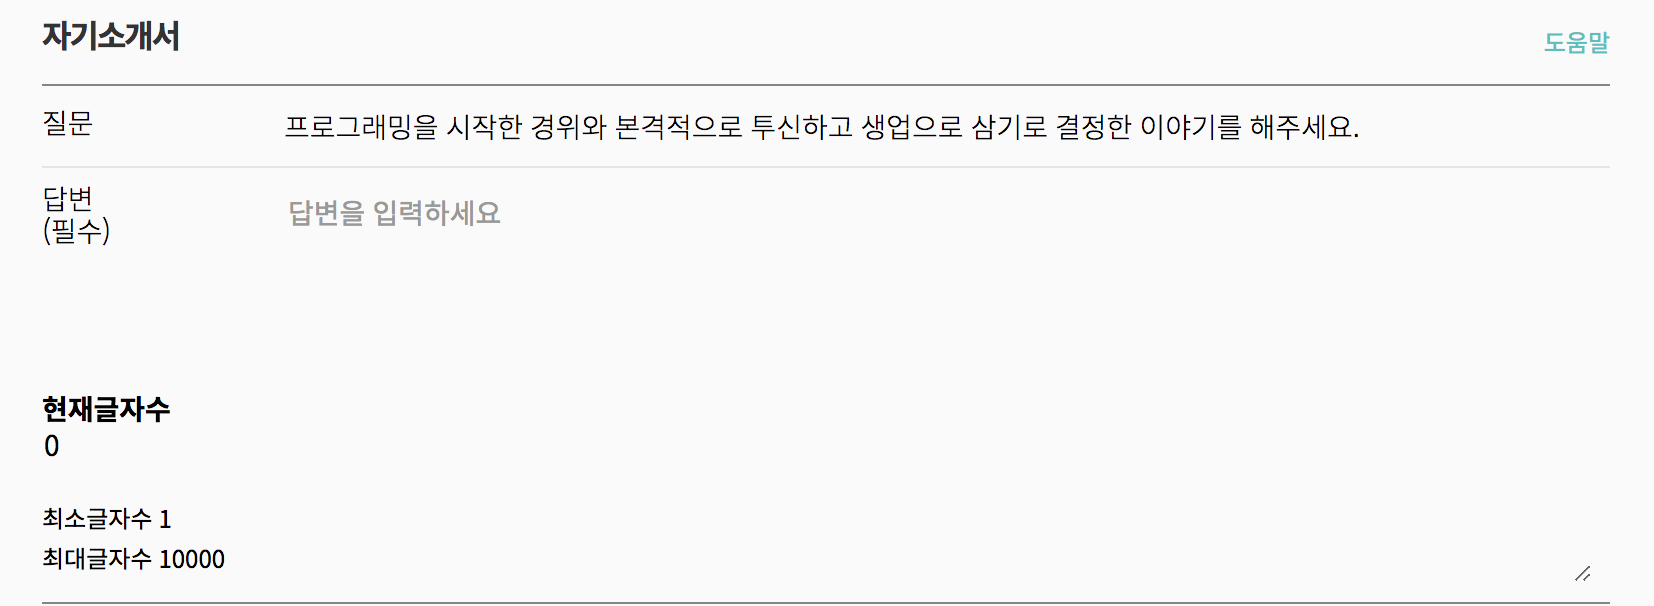 자기소개서
도움말
질문
프로그래밍을 시작한 경위와 본격적으로 투신하고 생업으로 삼기로 결정한 이야기를 해주세요.
답변
(필수)
답변을 입력하세요
현재글자수
0
최소글자수 1
최대글자수 10000